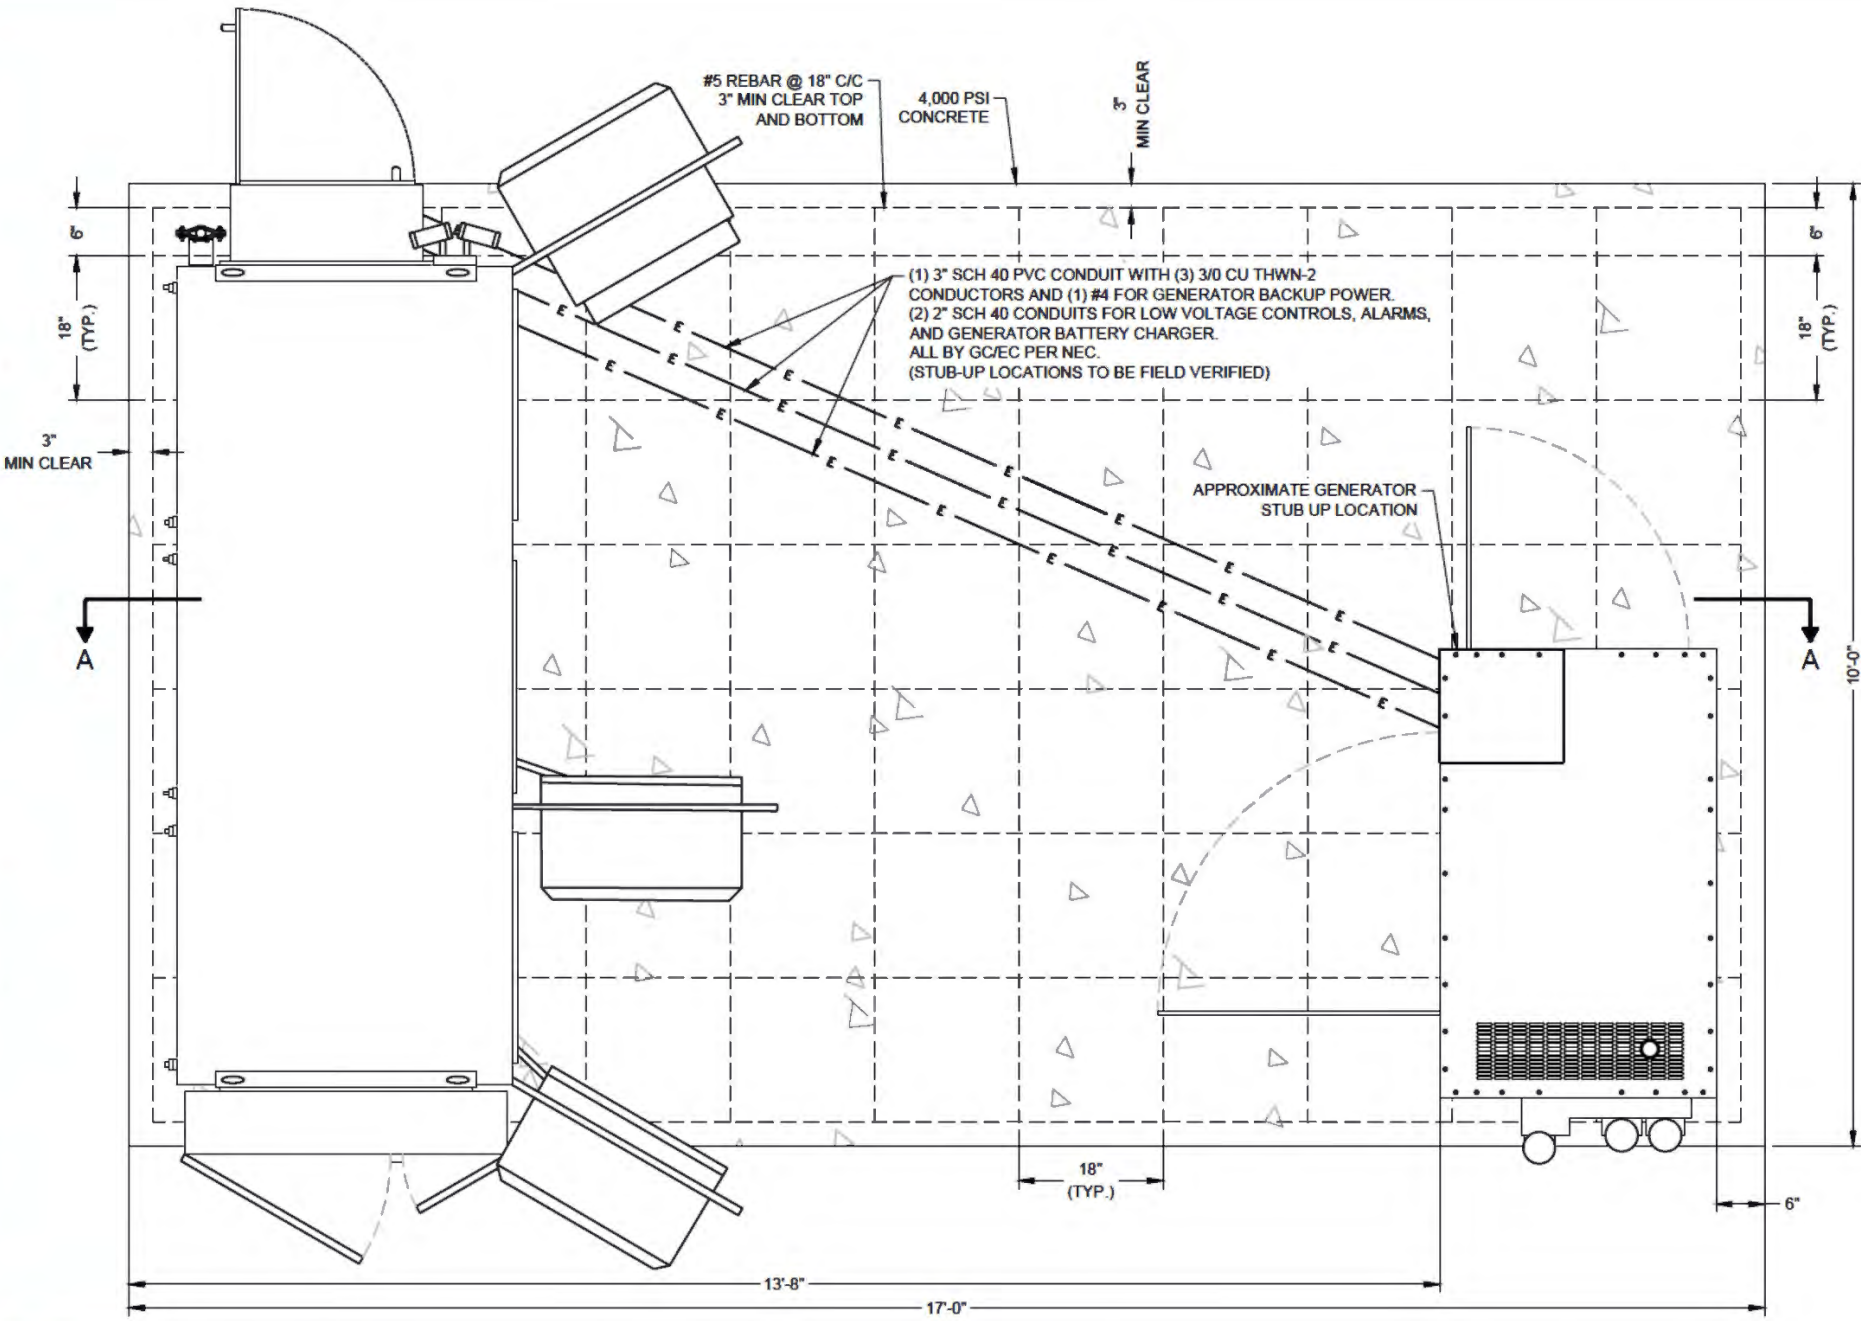 #5 REBAR @ 18" C/C
3" MIN CLEAR TOP
AND BOTTOM
4,000 PSI
CONCRETE
3"
MIN CLEAR
6"
6"
18"
(TYP.)
(1) 3" SCH 40 PVC CONDUIT WITH (3) 3/0 CU THWN-2
CONDUCTORS AND (1) #4 FOR GENERATOR BACKUP POWER.
(2) 2" SCH 40 CONDUITS FOR LOW VOLTAGE CONTROLS, ALARMS,
AND GENERATOR BATTERY CHARGER.
ALL BY GC/EC PER NEC.
(STUB-UP LOCATIONS TO BE FIELD VERIFIED)
18"
(TYP.)
3"
MIN CLEAR
E E E E E E E E
E E E E E E E E
E E E E E E E E
APPROXIMATE GENERATOR
STUB UP LOCATION
A
A
10'-0"
18"
(TYP.)
6"
13'-8"
17'-0"